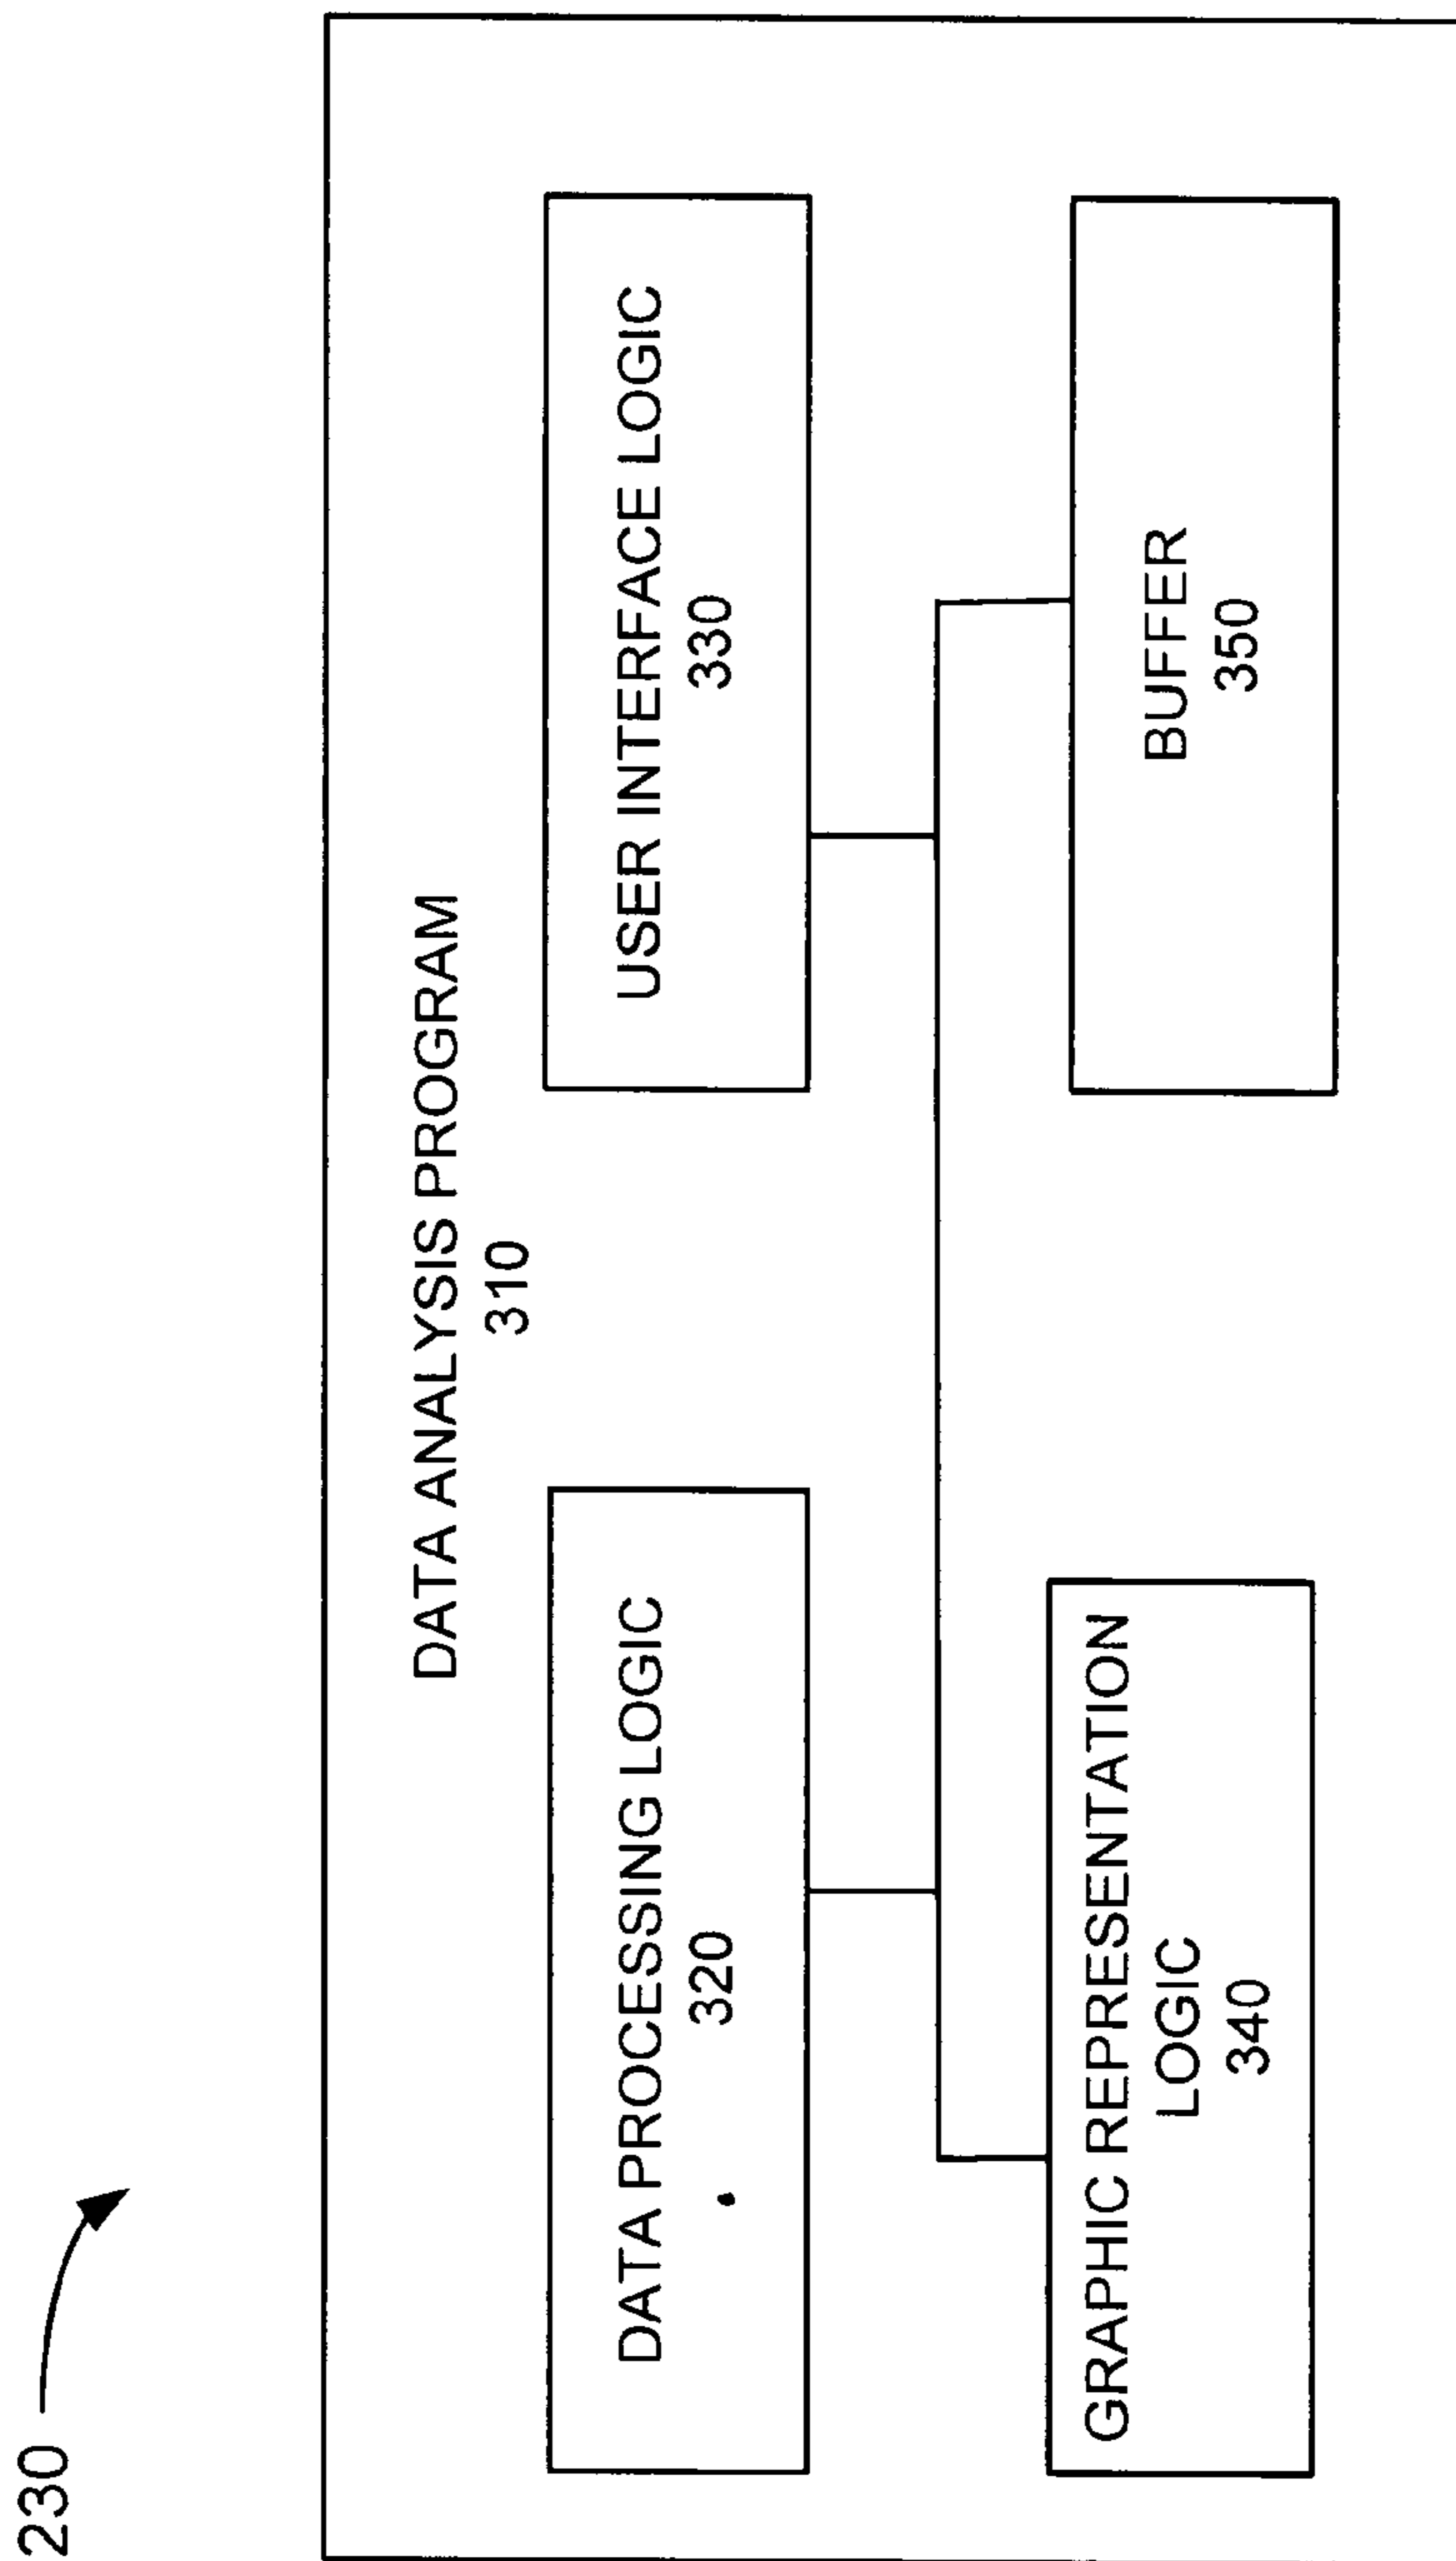 230
DATA ANALYSIS PROGRAM
310
DATA PROCESSING LOGIC
320
USER INTERFACE LOGIC
330
GRAPHIC REPRESENTATION
LOGIC
340
BUFFER
350